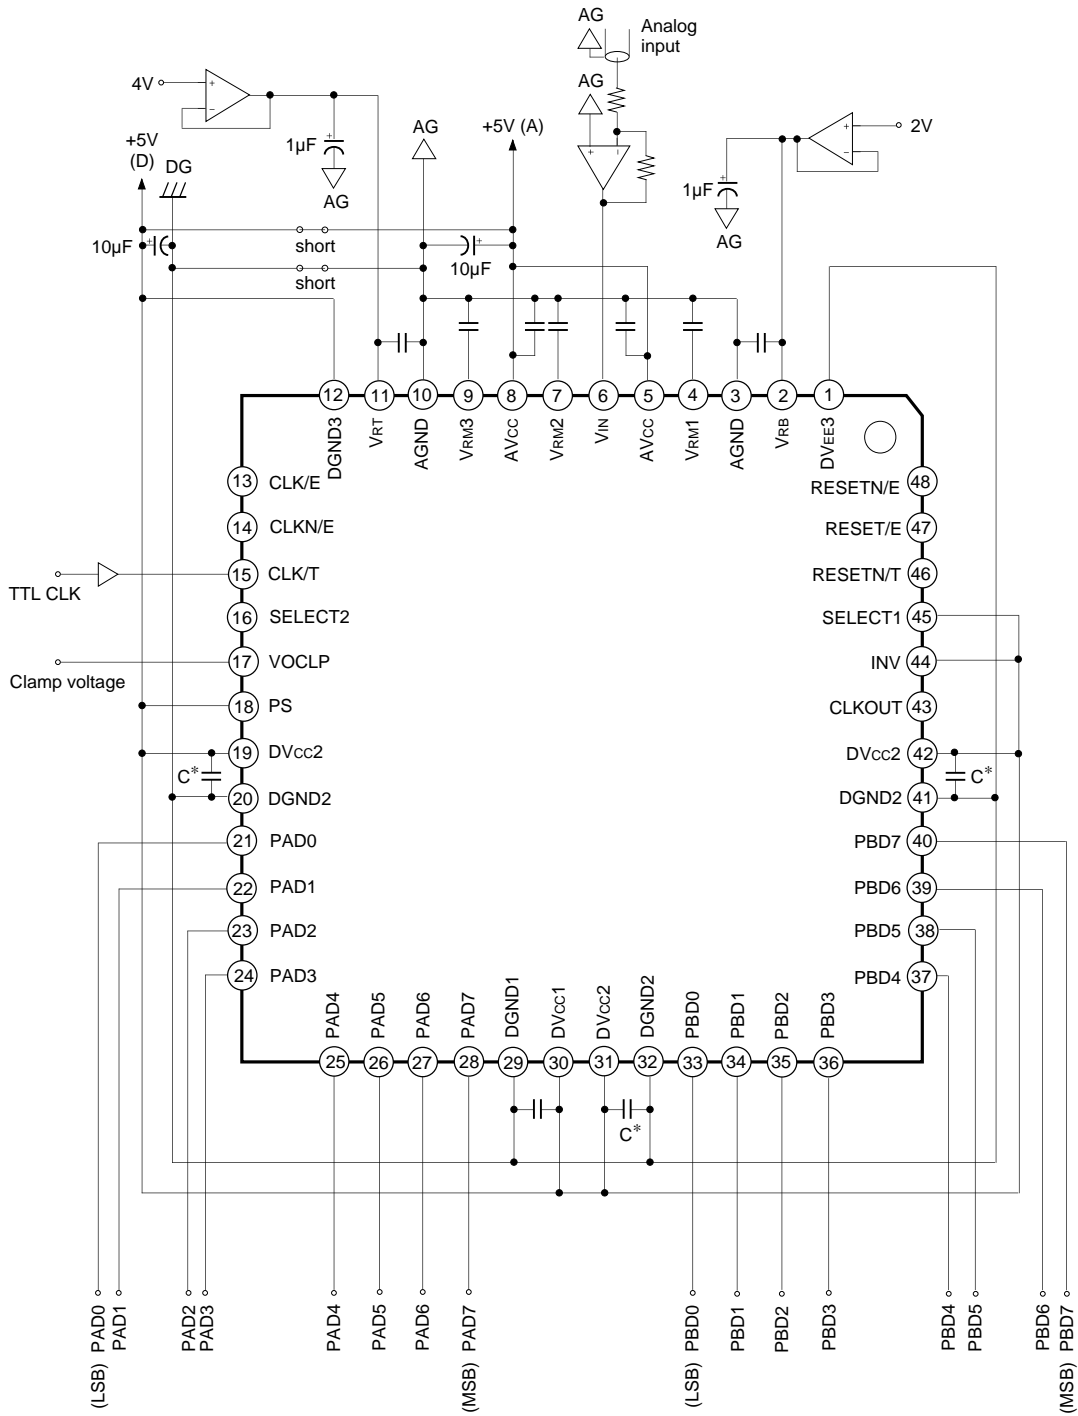 AG
Analog
input
4V
AG
+5V
(D)
DG
1µF
+
AG
AG
+5V (A)
+
2V
1µF
+
AG
10µF
+
short
+
10µF
short
12
11
10
9
8
7
6
5
4
3
2
1
DGND3
VRT
AGND
VRM3
AVCC
VRM2
VIN
AVCC
VRM1
AGND
VRB
DVEE3
13 CLK/E
RESETN/E 48
14 CLKN/E
RESET/E 47
TTL CLK
15 CLK/T
RESETN/T 46
16 SELECT2
SELECT1 45
Clamp voltage
17 VOCLP
INV 44
18 PS
CLKOUT 43
19 DVCC2
DVCC2 42
C*
C*
20 DGND2
DGND2 41
21 PAD0
PBD7 40
22 PAD1
PBD6 39
23 PAD2
PBD5 38
24 PAD3
PBD4 37
PAD4
PAD5
PAD6
PAD7
DGND1
DVCC1
DVCC2
DGND2
PBD0
PBD1
PBD2
PBD3
25
26
27
28
29
30
31
32
33
34
35
36
C*
(LSB) PAD0
PAD1
PAD2
PAD3
PAD4
PAD5
PAD6
(MSB) PAD7
(LSB) PBD0
PBD1
PBD2
PBD3
PBD4
PBD5
PBD6
(MSB) PBD7